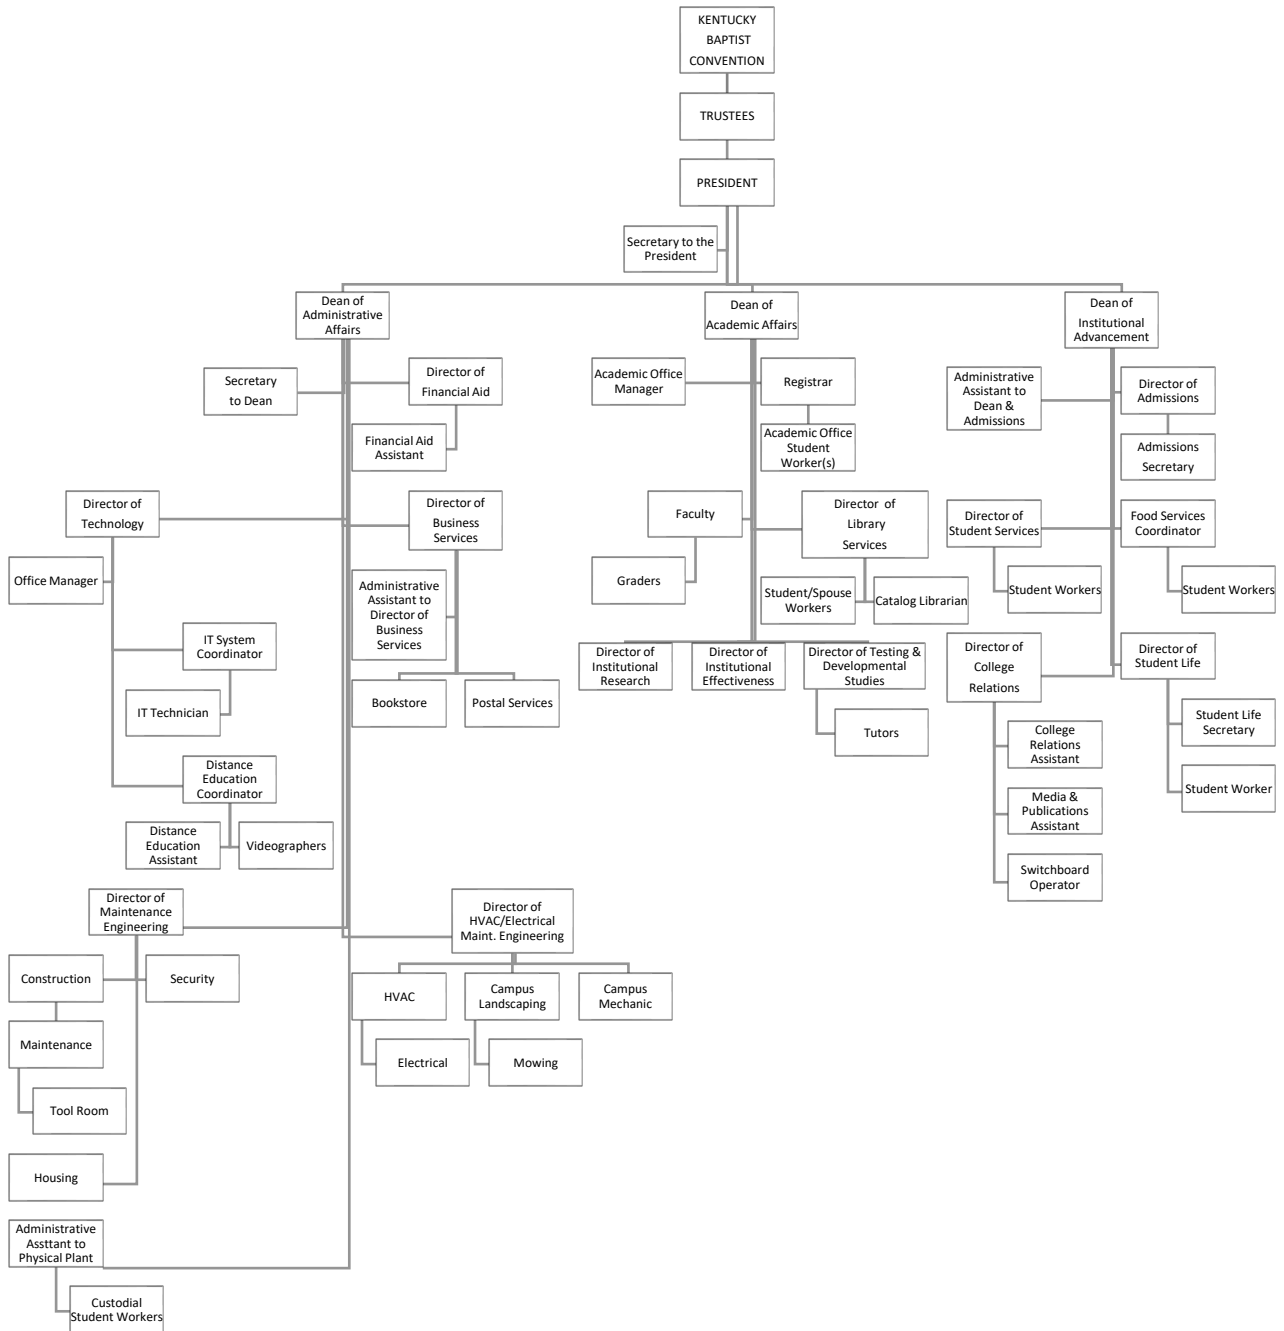 KENTUCKY
BAPTIST
CONVENTION
TRUSTEES
PRESIDENT
Secretary to the
President
Dean of
Administrative
Affairs
Dean of
Academic Affairs
Dean of
Institutional
Advancement
Secretary
to Dean
Director of
Financial Aid
Financial Aid
Assistant
Academic Office
Manager
Registrar
Academic Office
Student
Worker(s)
Administrative
Assistant to
Dean &
Admissions
Director of
Admissions
Admissions
Secretary
Director of
Technology
Office Manager
Director of
Business
Services
Administrative
Assistant to
Director of
Business
Services
Bookstore
Postal Services
IT System
Coordinator
IT Technician
Distance
Education
Coordinator
Distance
Education
Assistant
Videographers
Faculty
Graders
Director of
Library
Services
Student/Spouse
Workers
Catalog Librarian
Director of
Institutional
Research
Director of
Institutional
Effectiveness
Director of Testing &
Developmental
Studies
Tutors
Director of
Student Services
Student Workers
Food Services
Coordinator
Student Workers
Director of
College
Relations
College
Relations
Assistant
Media &
Publications
Assistant
Switchboard
Operator
Director of
Student Life
Student Life
Secretary
Student Worker
Director of
Maintenance
Engineering
Construction
Security
Maintenance
Tool Room
Housing
Director of
HVAC/Electrical
Maint. Engineering
HVAC
Electrical
Campus
Landscaping
Mowing
Campus
Mechanic
Administrative
Assttant to
Physical Plant
Custodial
Student Workers